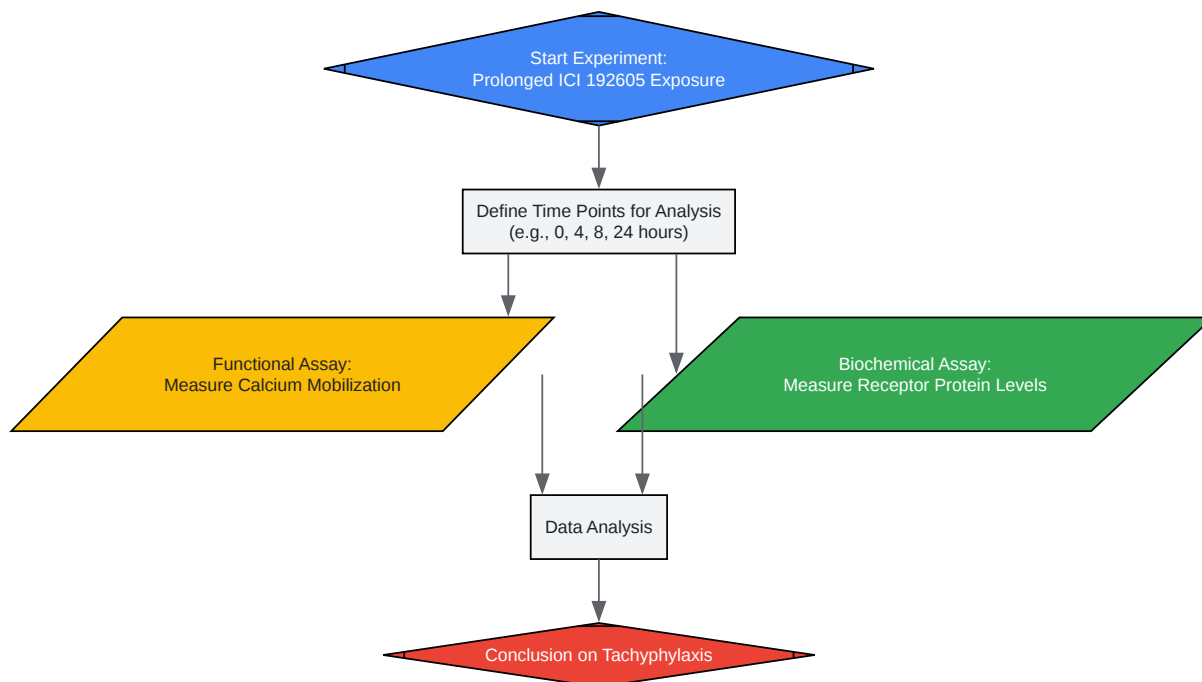 Start Experiment:
Prolonged ICI 192605 Exposure
Define Time Points for Analysis
(e.g., 0, 4, 8, 24 hours)
Functional Assay:
Measure Calcium Mobilization
Biochemical Assay:
Measure Receptor Protein Levels
Data Analysis
Conclusion on Tachyphylaxis